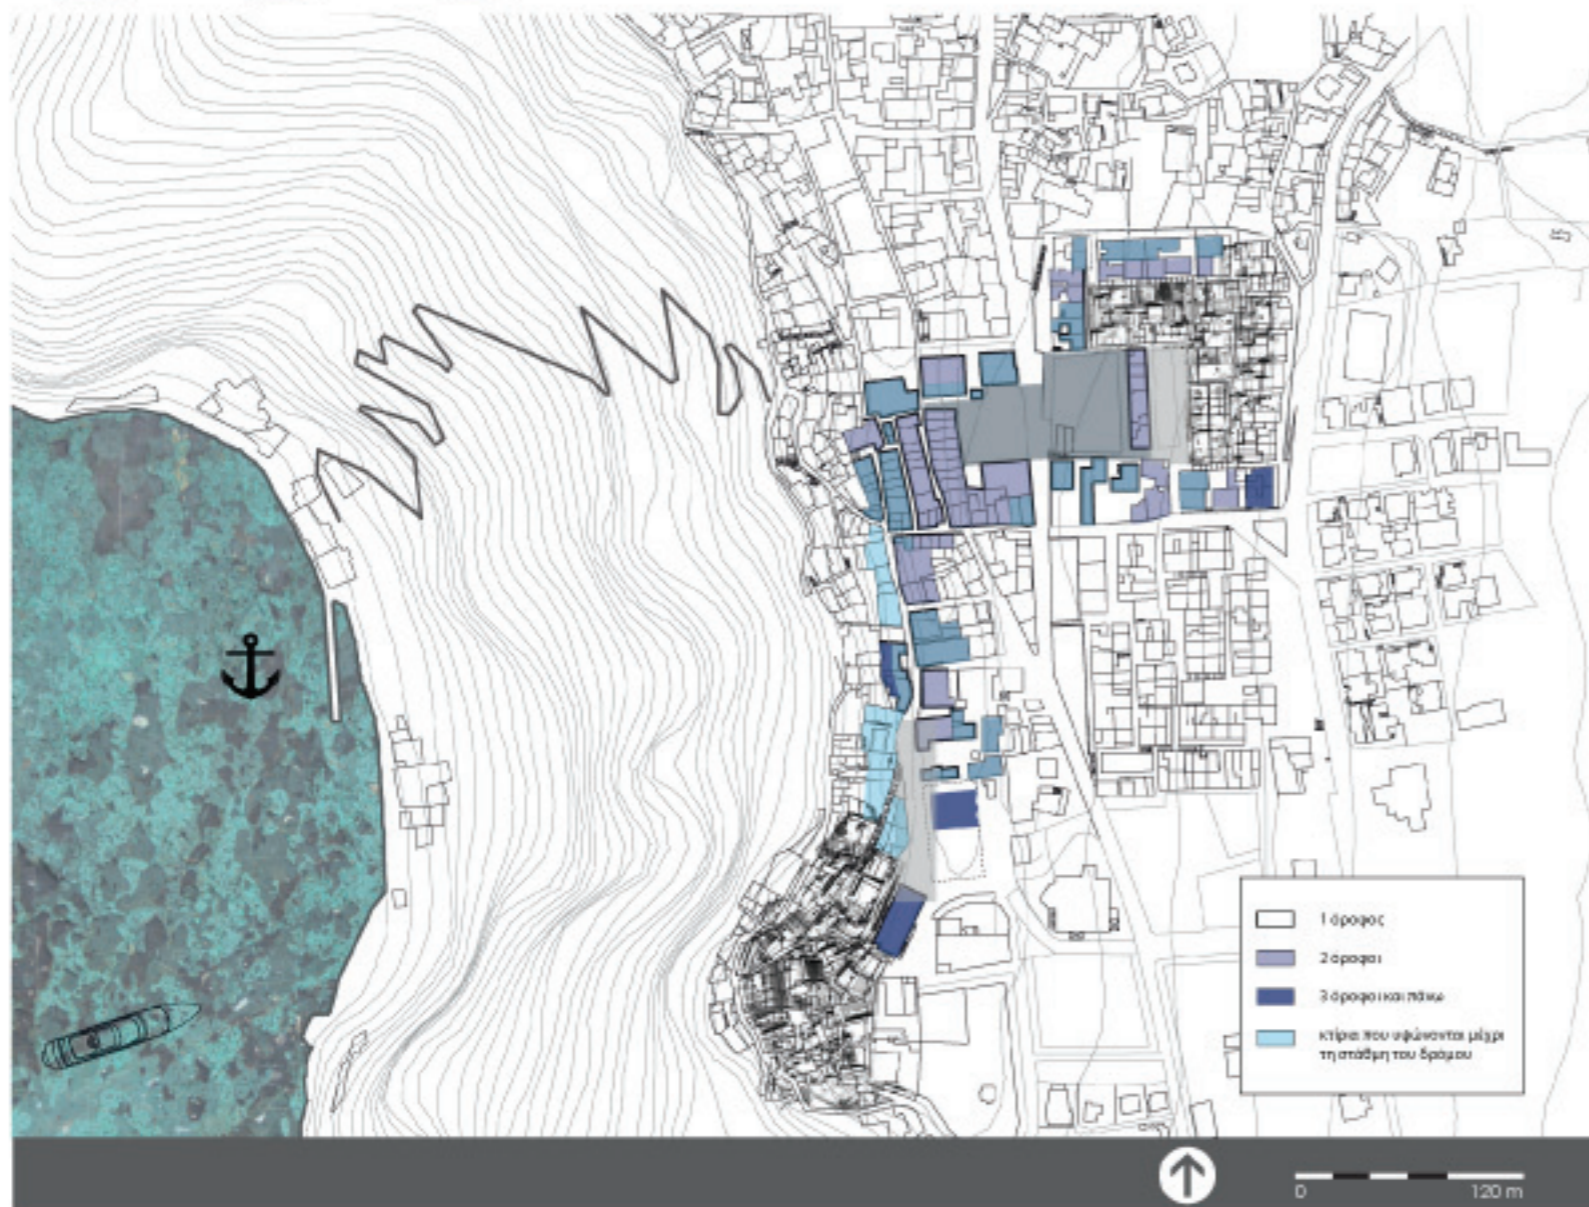 1 όροφος
2 όροφοι
3 όροφοι και πάνω
κτίρια που υψώνονται μέχρι
τη στάθμη του δρόμου
0 120 m